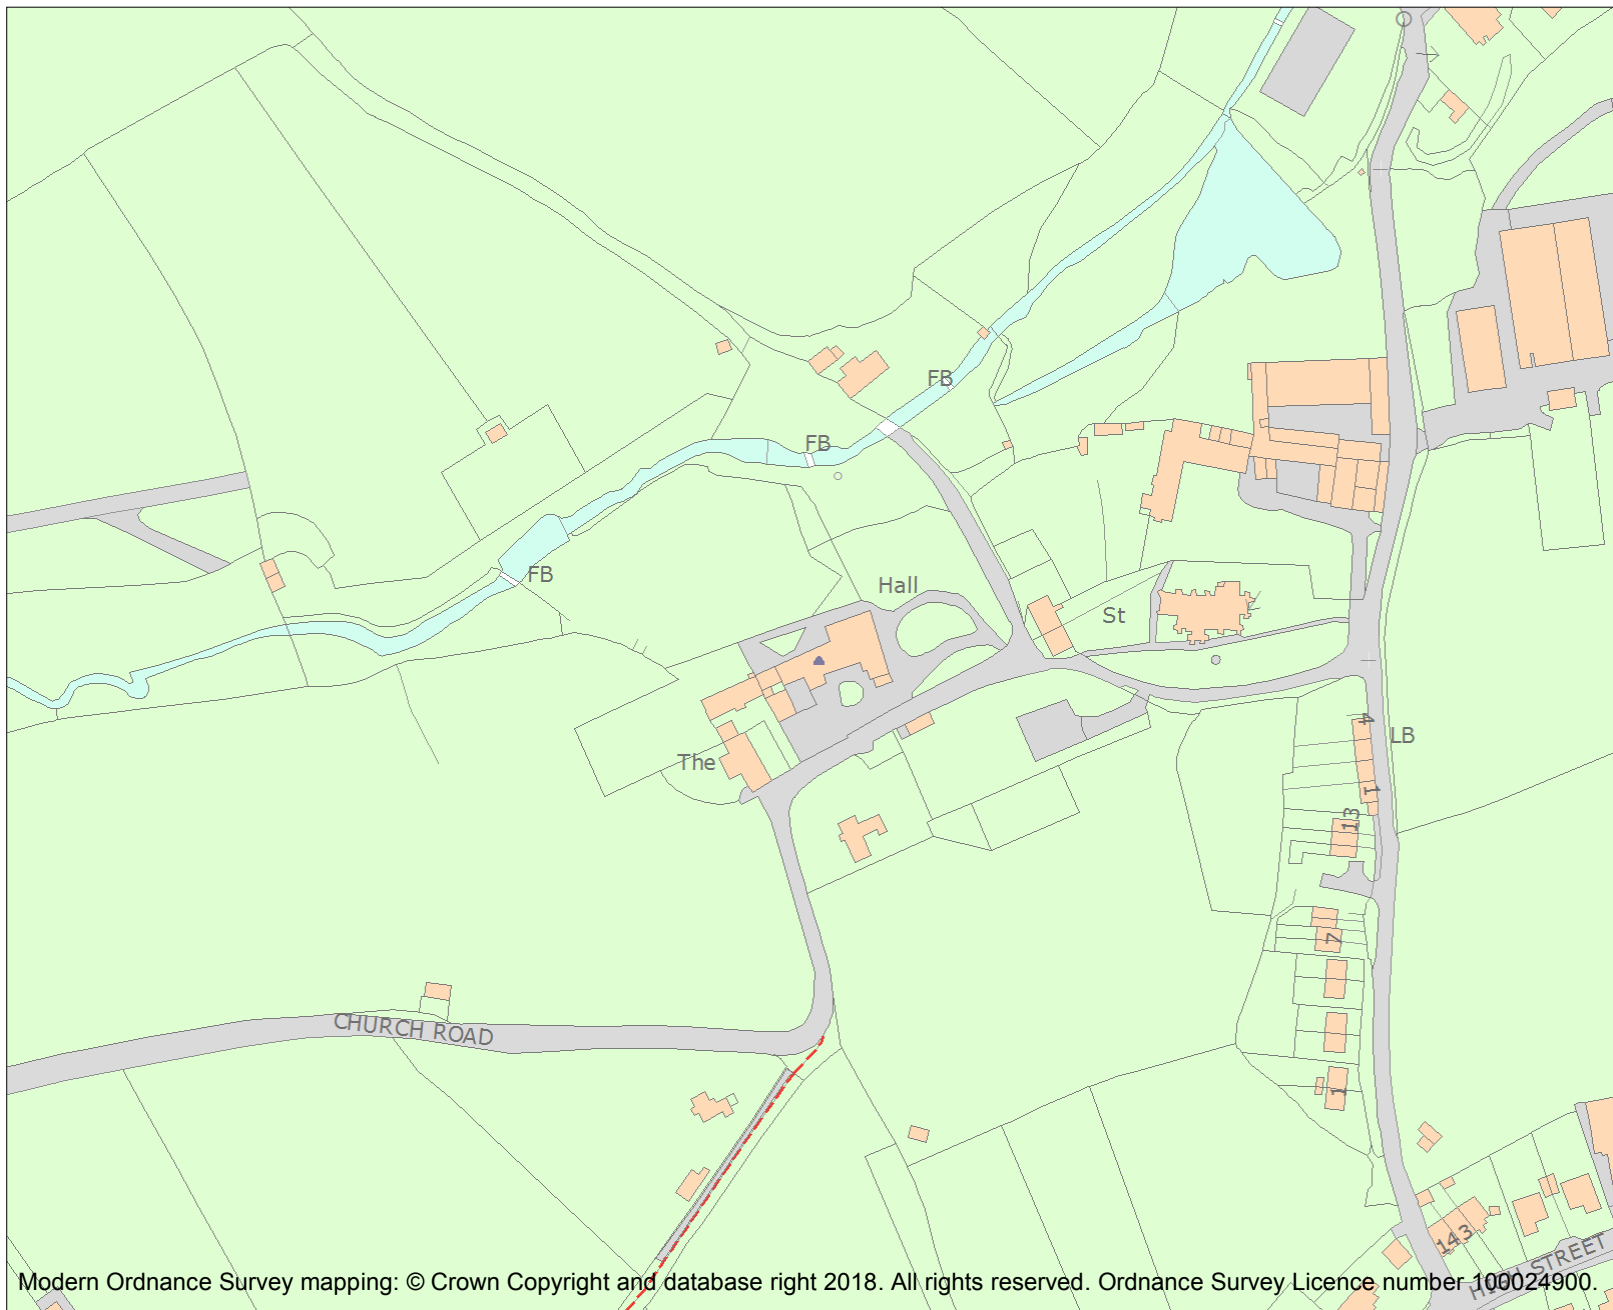 FB
FB
FB
Hall
St
The
4
LB
1
13
7
CHURCH ROAD
1
143
HIGH STREET
Modern Ordnance Survey mapping: © Crown Copyright and database right 2018. All rights reserved. Ordnance Survey Licence number 100024900.